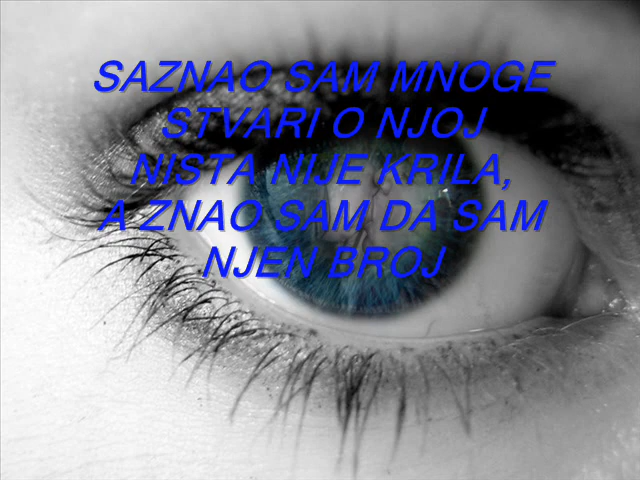 SAZNAO SAM MNOGE
STVARI O NJOJ
NISTA NIJE KRILA,
A ZNAO SAM DA SAM
NJEN BROJ